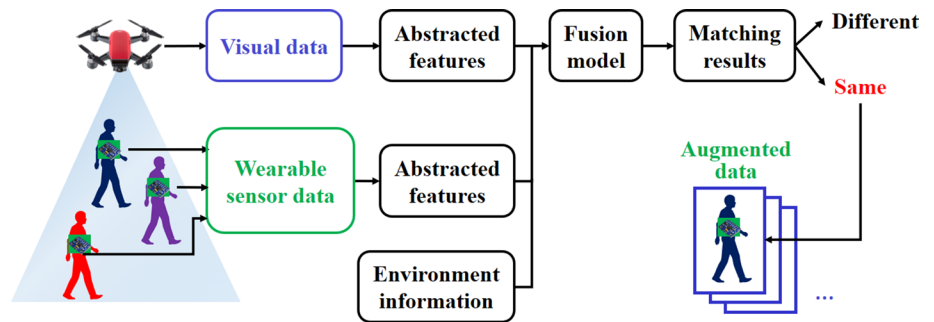 Visual data
Abstracted
features
Fusion
model
Matching
results
Different
Same
Wearable
sensor data
Abstracted
features
Augmented
data
Environment
information
...